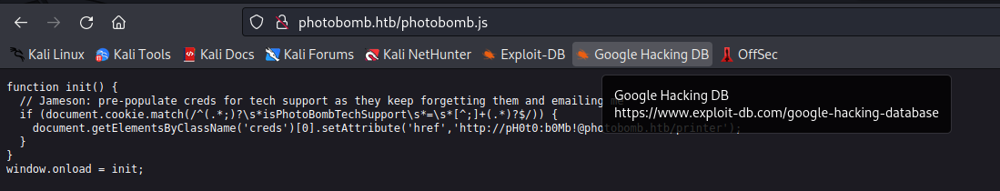 photobomb.htb/photobomb.js
Kali Linux Kali Tools Kali Docs Kali Forums Kali NetHunter Exploit-DB Google Hacking DB OffSec
function init() {
// Jameson: pre-populate creds for tech support as they keep forgetting them and emailing me
if (document.cookie.match(/^(.*;)?\s*isPhotoBombTechSupport\s*=\s*[^;]+(.*)?$/)) {
document.getElementsByClassName('creds')[0].setAttribute('href','http://pH0t0:b0Mb!@photobomb.htb/printer');
}
}
window.onload = init;
Google Hacking DB
https://www.exploit-db.com/google-hacking-database